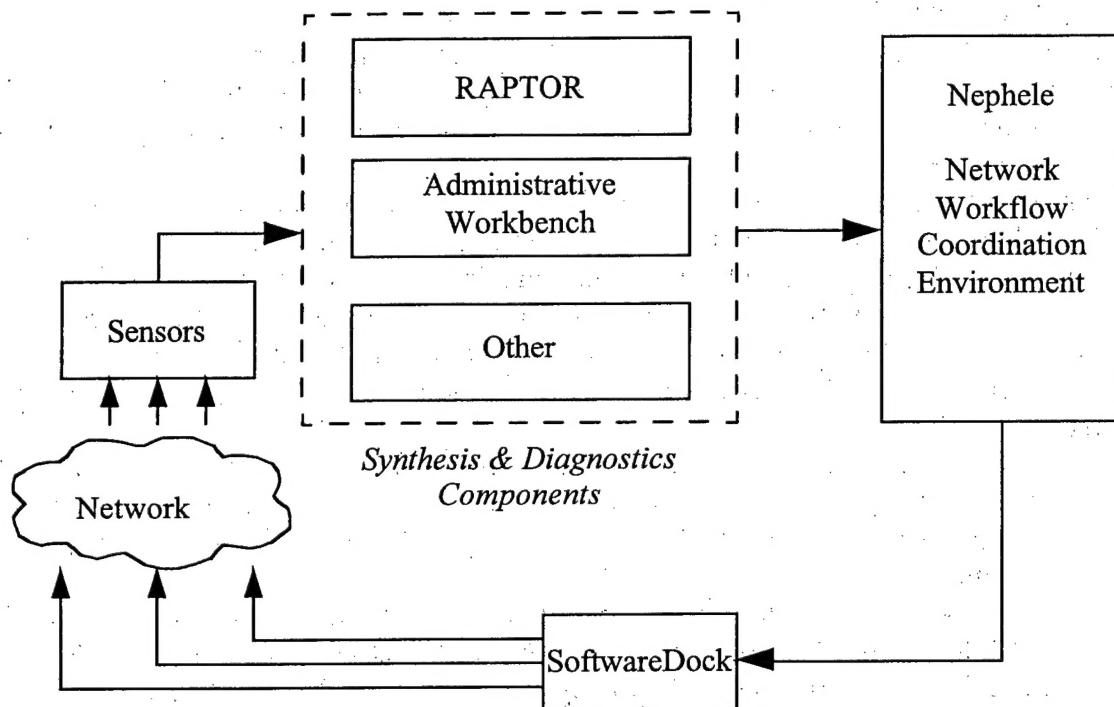 RAPTOR
Administrative
Workbench
Other
Synthesis & Diagnostics
Components
Nephele
Network
Workflow
Coordination
Environment
Sensors
Network
SoftwareDock